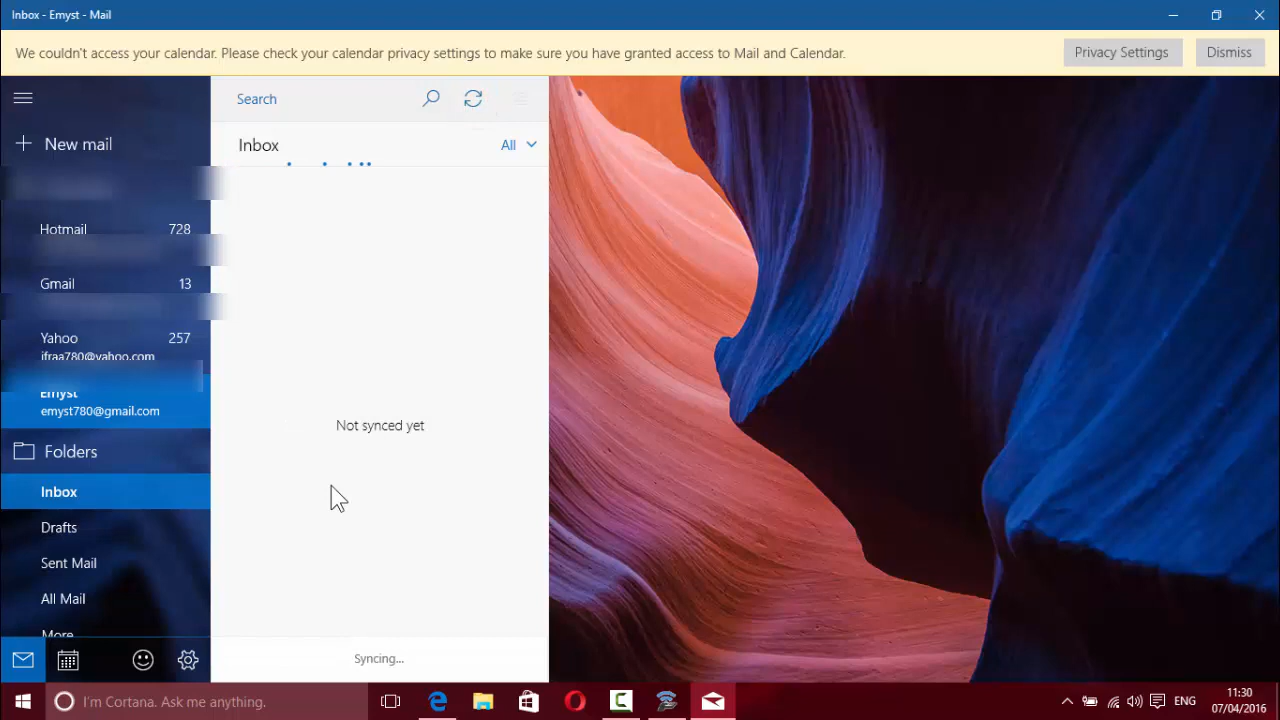 Inbox - Emyst - Mail
We couldn't access your calendar. Please check your calendar privacy settings to make sure you have granted access to Mail and Calendar.
Privacy Settings
Dismiss
Search
New mail
Inbox
All
Hotmail 728
Gmail 13
Yahoo 257
ifraa780@yahoo.com
Emyst
emyst780@gmail.com
Not synced yet
Folders
Inbox
Drafts
Sent Mail
All Mail
More
Syncing...
I'm Cortana. Ask me anything.
ENG
11:30
07/04/2016